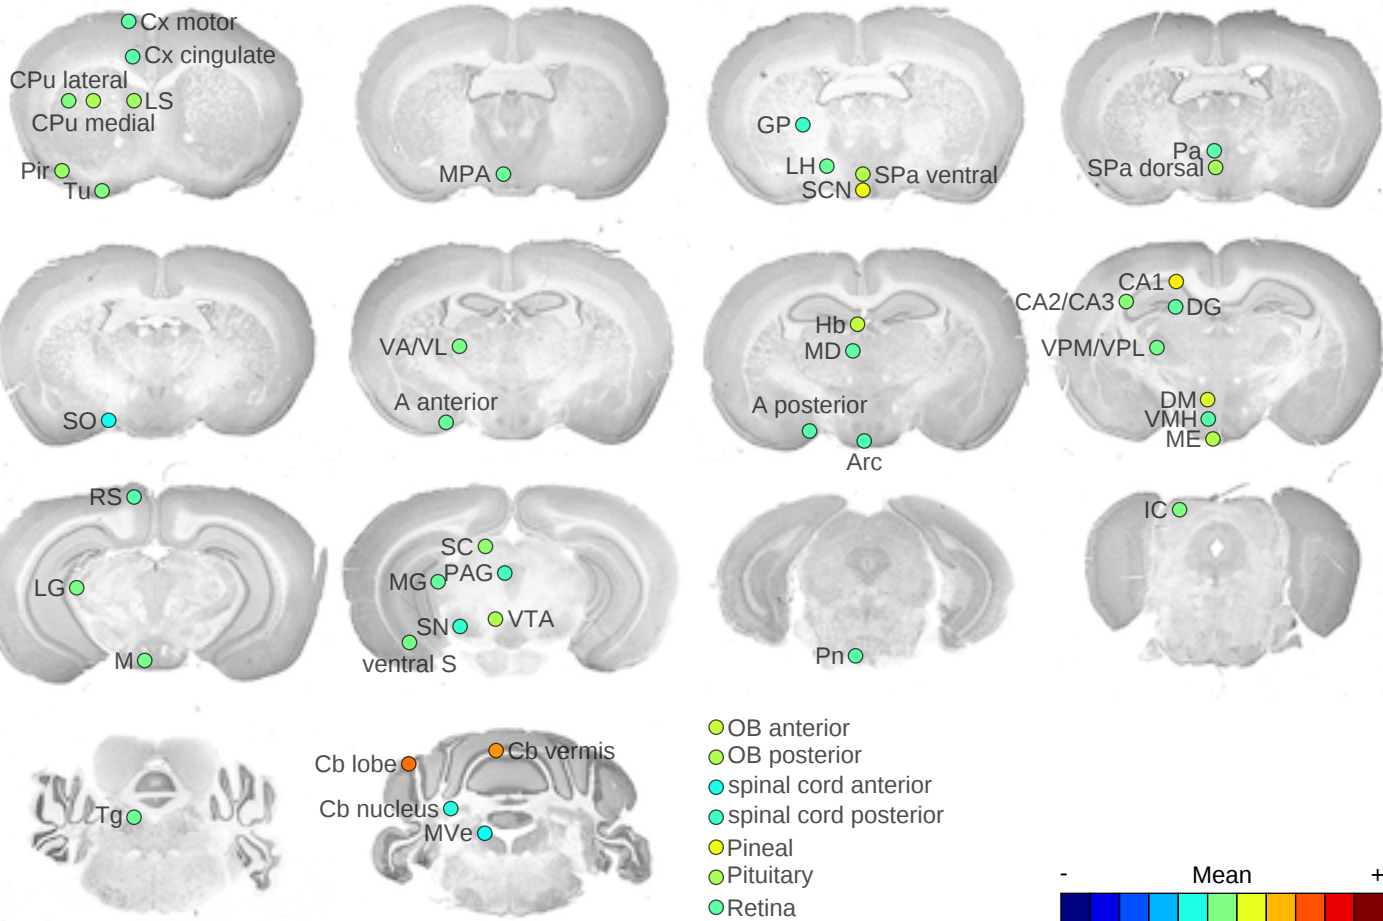 Cx motor
Cx cingulate
CPu lateral
LS
CPu medial
Pir
Tu
MPA
GP
LH
SPa ventral
SCN
Pa
SPa dorsal
SO
VA/VL
A anterior
Hb
MD
A posterior
Arc
CA1
CA2/CA3
DG
VPM/VPL
DM
VMH
ME
RS
LG
M
SC
MG
PAG
SN
VTA
ventral S
Pn
IC
Tg
Cb lobe
Cb vermis
Cb nucleus
MVe
OB anterior
OB posterior
spinal cord anterior
spinal cord posterior
Pineal
Pituitary
Retina
- Mean +